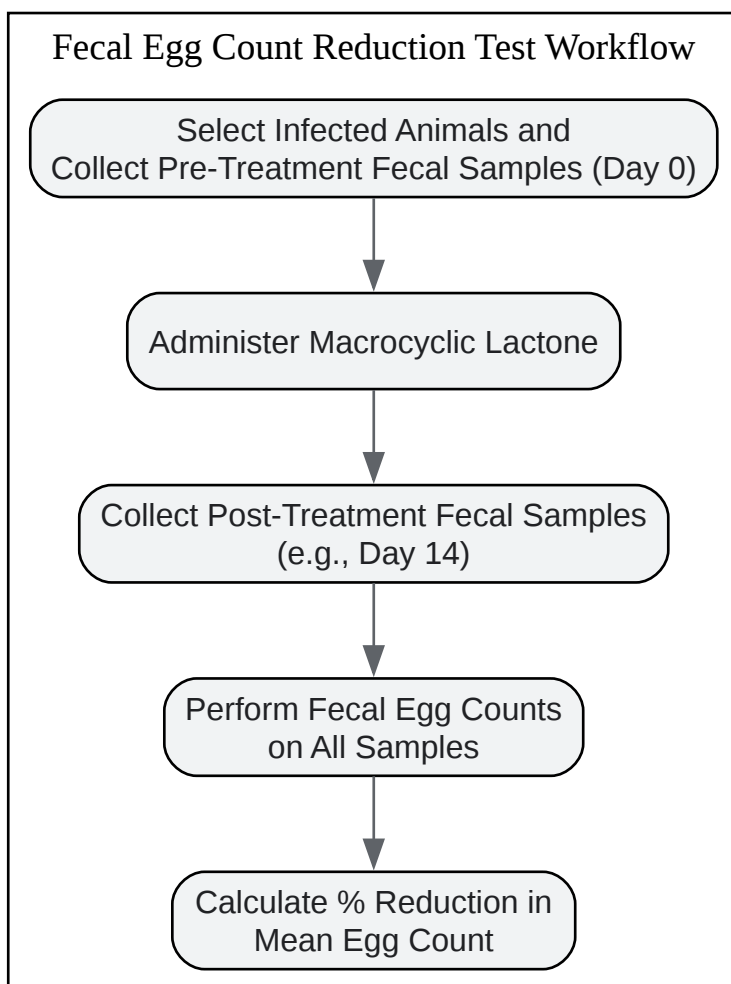 Fecal Egg Count Reduction Test Workflow
Select Infected Animals and
Collect Pre-Treatment Fecal Samples (Day 0)
Administer Macrocyclic Lactone
Collect Post-Treatment Fecal Samples
(e.g., Day 14)
Perform Fecal Egg Counts
on All Samples
Calculate % Reduction in
Mean Egg Count